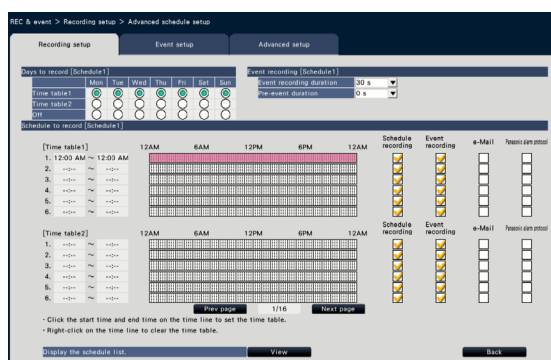 REC & event > Recording setup > Advanced schedule setup
Recording setup Event setup Advanced setup
Days to record [Schedule1] Event recording [Schedule1]
Mon Tue Wed Thu Fri Sat Sun Event recording duration 30 s
Time table1 Pre-event duration 0 s
Time table2
Off
Schedule to record [Schedule1]
[Time table1] 12AM 6AM 12PM 6PM 12AM Schedule recording Event recording e-Mail Panasonic alarm protocol
1. 12:00 AM ~ 12:00 AM
2. --:-- ~ --:--
3. --:-- ~ --:--
4. --:-- ~ --:--
5. --:-- ~ --:--
6. --:-- ~ --:--
[Time table2] 12AM 6AM 12PM 6PM 12AM Schedule recording Event recording e-Mail Panasonic alarm protocol
1. --:-- ~ --:--
2. --:-- ~ --:--
3. --:-- ~ --:--
4. --:-- ~ --:--
5. --:-- ~ --:--
6. --:-- ~ --:--
Prev page 1/16 Next page
・Click the start time and end time on the time line to set the time table.
・Right-click on the time line to clear the time table.
Display the schedule list. View Back